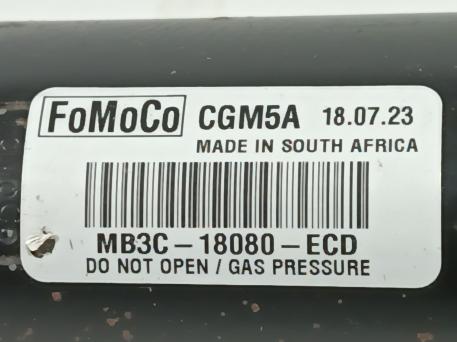 FoMoCo CGM5A 18.07.23
MADE IN SOUTH AFRICA
MB3C-18080-ECD
DO NOT OPEN / GAS PRESSURE